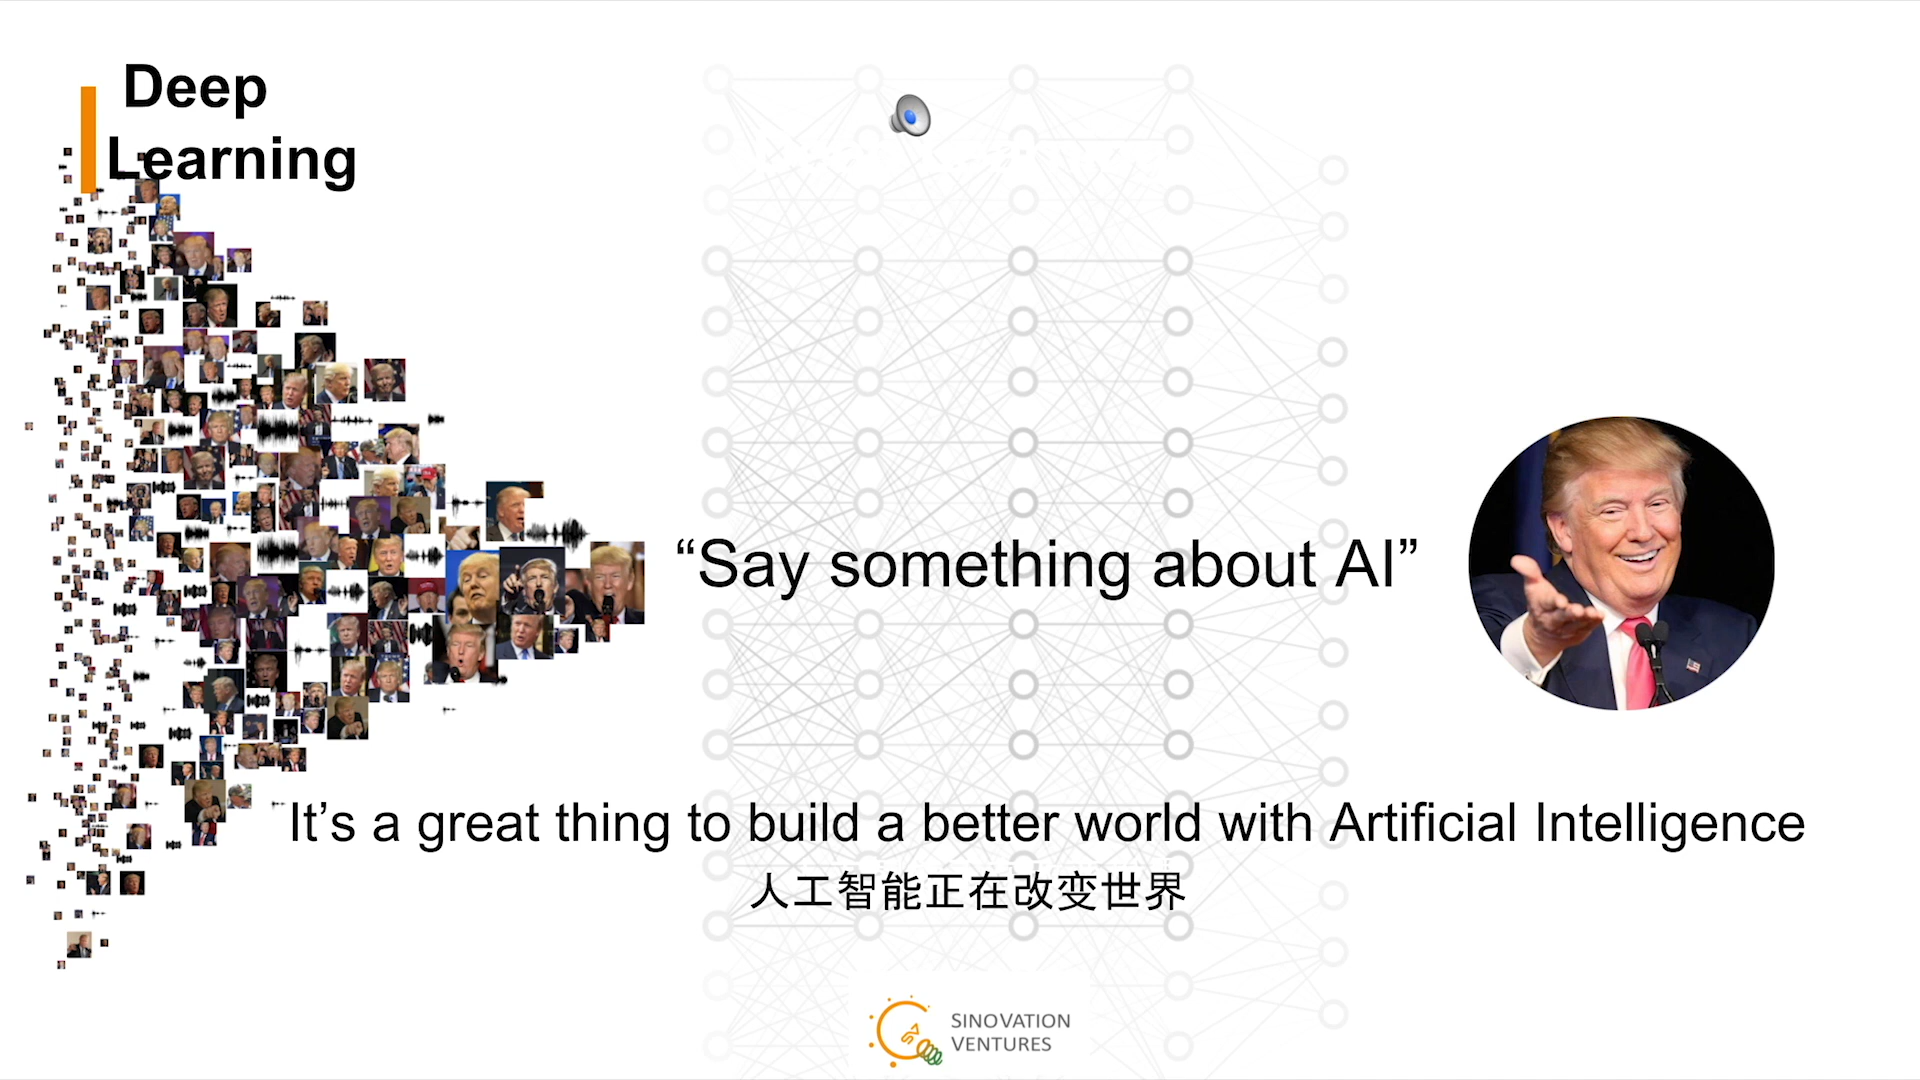 Deep
Learning
“Say something about AI”
It’s a great thing to build a better world with Artificial Intelligence
人工智能正在改变世界
SINOVATION
VENTURES